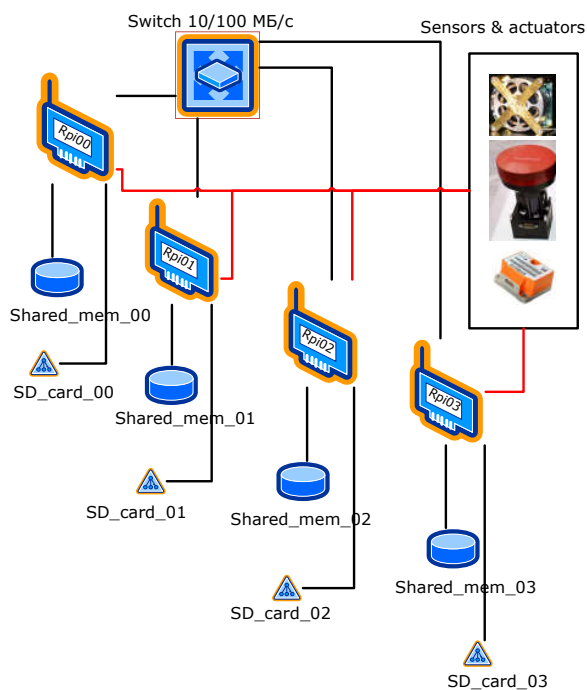 Switch 10/100 МБ/с
Sensors & actuators
Rpi00
Rpi01
Shared_mem_00
Rpi02
SD_card_00
Rpi03
Shared_mem_01
Shared_mem_02
SD_card_01
Shared_mem_03
SD_card_02
SD_card_03